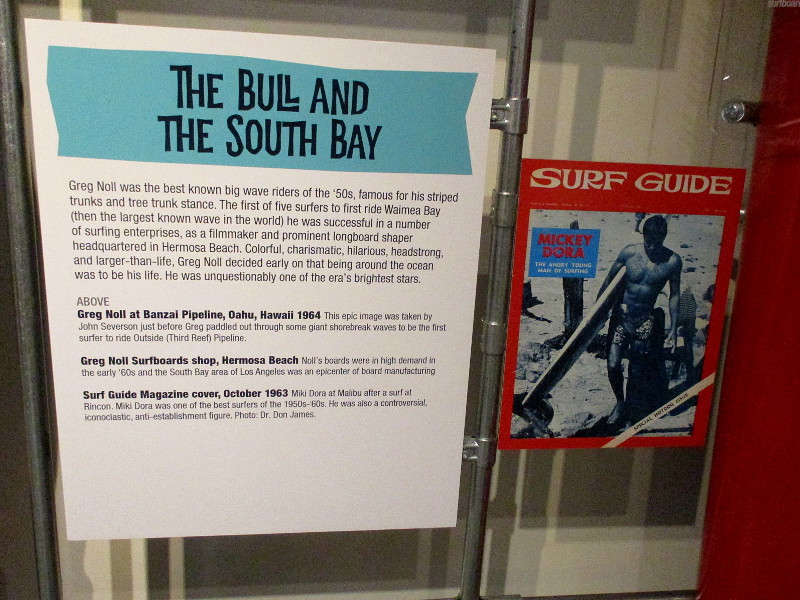 THE BULL AND
THE SOUTH BAY
Greg Noll was the best known big wave riders of the '50s, famous for his striped
trunks and tree trunk stance. The first of five surfers to first ride Waimea Bay
(then the largest known wave in the world) he was successful in a number
of surfing enterprises, as a filmmaker and prominent longboard shaper
headquartered in Hermosa Beach. Colorful, charismatic, hilarious, headstrong,
and larger-than-life, Greg Noll decided early on that being around the ocean
was to be his life. He was unquestionably one of the era's brightest stars.
ABOVE
Greg Noll at Banzai Pipeline, Oahu, Hawaii 1964 This epic image was taken by
John Severson just before Greg paddled out through some giant shorebreak waves to be the first
surfer to ride Outside (Third Reef) Pipeline.
Greg Noll Surfboards shop, Hermosa Beach Noll's boards were in high demand in
the early '60s and the South Bay area of Los Angeles was an epicenter of board manufacturing
Surf Guide Magazine cover, October 1963 Miki Dora at Malibu after a surf at
Rincon. Miki Dora was one of the best surfers of the 1950s-'60s. He was also a controversial,
iconoclastic, anti-establishment figure. Photo: Dr. Don James.
SURF GUIDE
MICKEY
DORA
THE ANGRY YOUNG
MAN OF SURFING
SPECIAL HOTDOG ISSUE